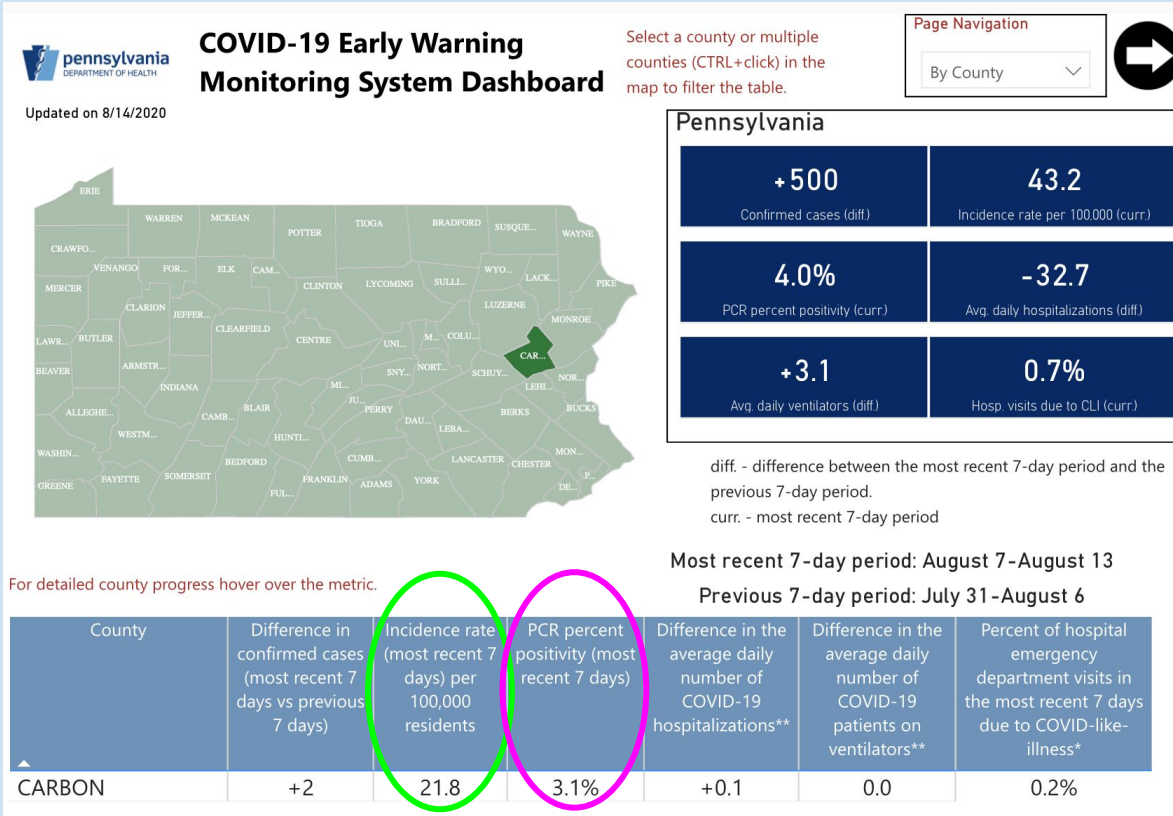 pennsylvania
DEPARTMENT OF HEALTH
Updated on 8/14/2020
COVID-19 Early Warning
Monitoring System Dashboard
Select a county or multiple
counties (CTRL+click) in the
map to filter the table.
Page Navigation
By County
ERIE
WARREN
MCKEAN
POTTER
TIOGA
BRADFORD
SUSQUE...
WAYNE
CRAWFO...
VENANGO
FOR...
ELK
CAM...
CLINTON
LYCOMING
SULLI...
WYO...
LACK...
PIKE
MERCER
CLARION
JEFFER...
CLEARFIELD
CENTRE
LUZERNE
MONROE
LAWR...
BUTLER
UNI...
M...
COLU...
CAR...
BEAVER
ARMSTR...
INDIANA
SNY...
NORT...
SCHUY...
LEHI...
NOR...
ALLEGHE...
CAMB...
BLAIR
MI...
JU...
PERRY
DAU...
LEBA...
BERKS
BUCKS
WESTM...
HUNTI...
WASHIN...
BEDFORD
CUMB...
LANCASTER
CHESTER
MON...
P...
DE...
GREENE
FAYETTE
SOMERSET
FUL...
FRANKLIN
ADAMS
YORK
Pennsylvania
+500
Confirmed cases (diff.)
43.2
Incidence rate per 100.000 (curr.)
4.0%
PCR percent positivity (curr.)
-32.7
Avg. daily hospitalizations (diff.)
+3.1
Avg. daily ventilators (diff.)
0.7%
Hosp. visits due to CLI (curr.)
diff. - difference between the most recent 7-day period and the
previous 7-day period.
curr. - most recent 7-day period
Most recent 7-day period: August 7-August 13
Previous 7-day period: July 31-August 6
For detailed county progress hover over the metric.
County
Difference in
confirmed cases
(most recent 7
days vs previous
7 days)
Incidence rate
(most recent 7
days) per
100,000
residents
PCR percent
positivity (most
recent 7 days)
Difference in the
average daily
number of
COVID-19
hospitalizations**
Difference in the
average daily
number of
COVID-19
patients on
ventilators**
Percent of hospital
emergency
department visits in
the most recent 7 days
due to COVID-like-
illness*
CARBON +2 21.8 3.1% +0.1 0.0 0.2%